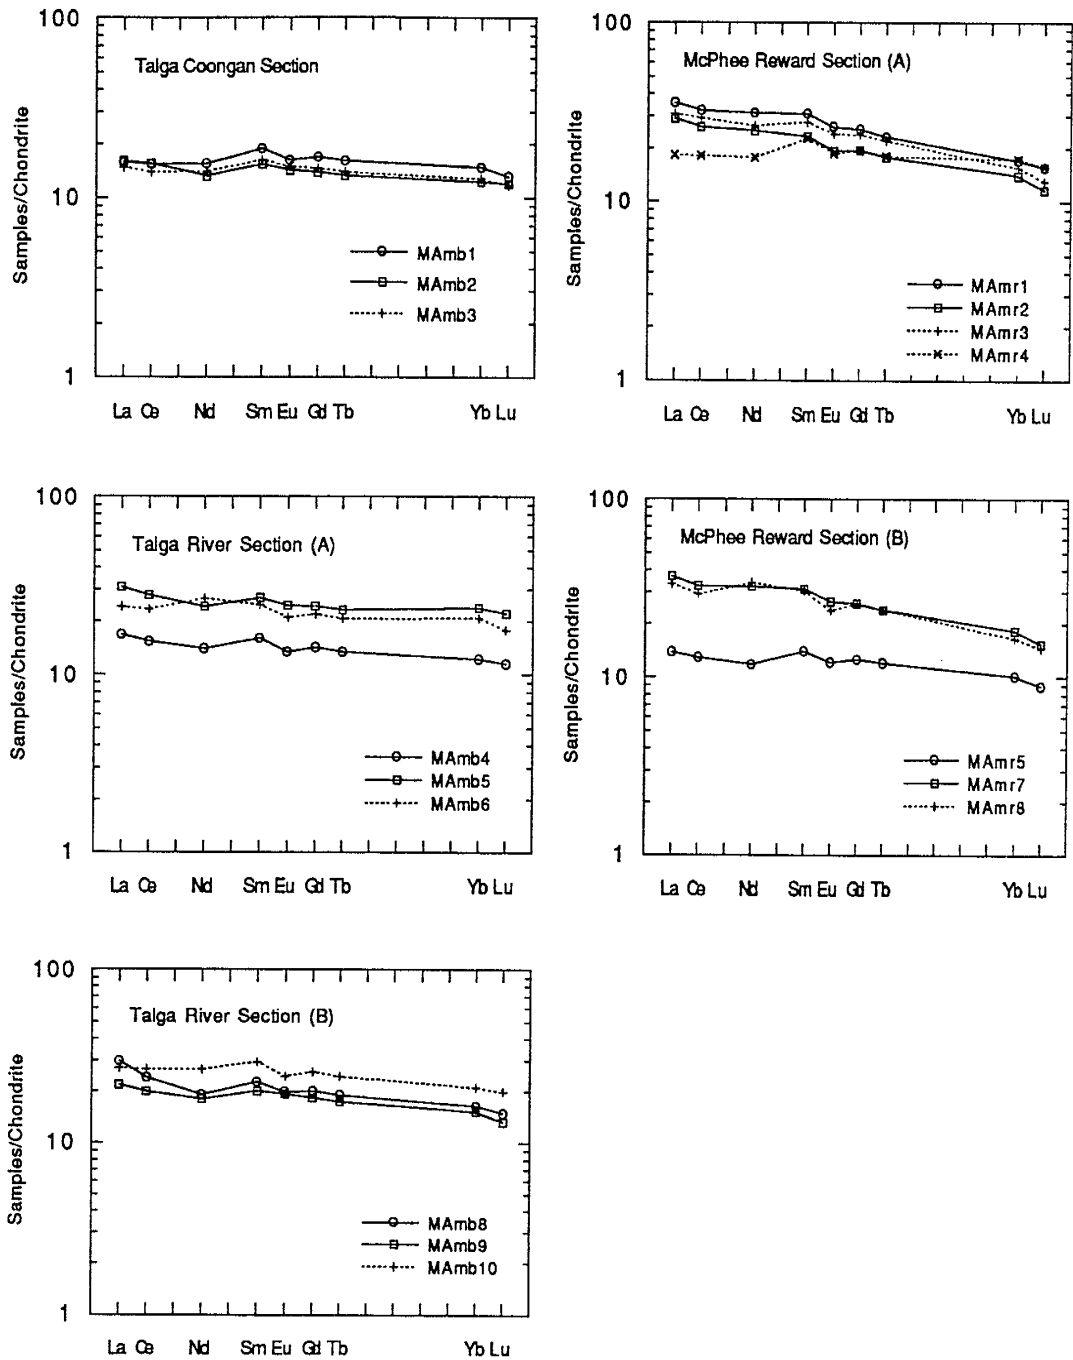 100
Talga Coongan Section
Samples/Chondrite
10
MAmb1
MAmb2
MAmb3
1
La Ce Nd Sm Eu Gd Tb Yb Lu
100
McPhee Reward Section (A)
Samples/Chondrite
10
MAmr1
MAmr2
MAmr3
MAmr4
1
La Ce Nd Sm Eu Gd Tb Yb Lu
100
Talga River Section (A)
Samples/Chondrite
10
MAmb4
MAmb5
MAmb6
1
La Ce Nd Sm Eu Gd Tb Yb Lu
100
McPhee Reward Section (B)
Samples/Chondrite
10
MAmr5
MAmr7
MAmr8
1
La Ce Nd Sm Eu Gd Tb Yb Lu
100
Talga River Section (B)
Samples/Chondrite
10
MAmb8
MAmb9
MAmb10
1
La Ce Nd Sm Eu Gd Tb Yb Lu